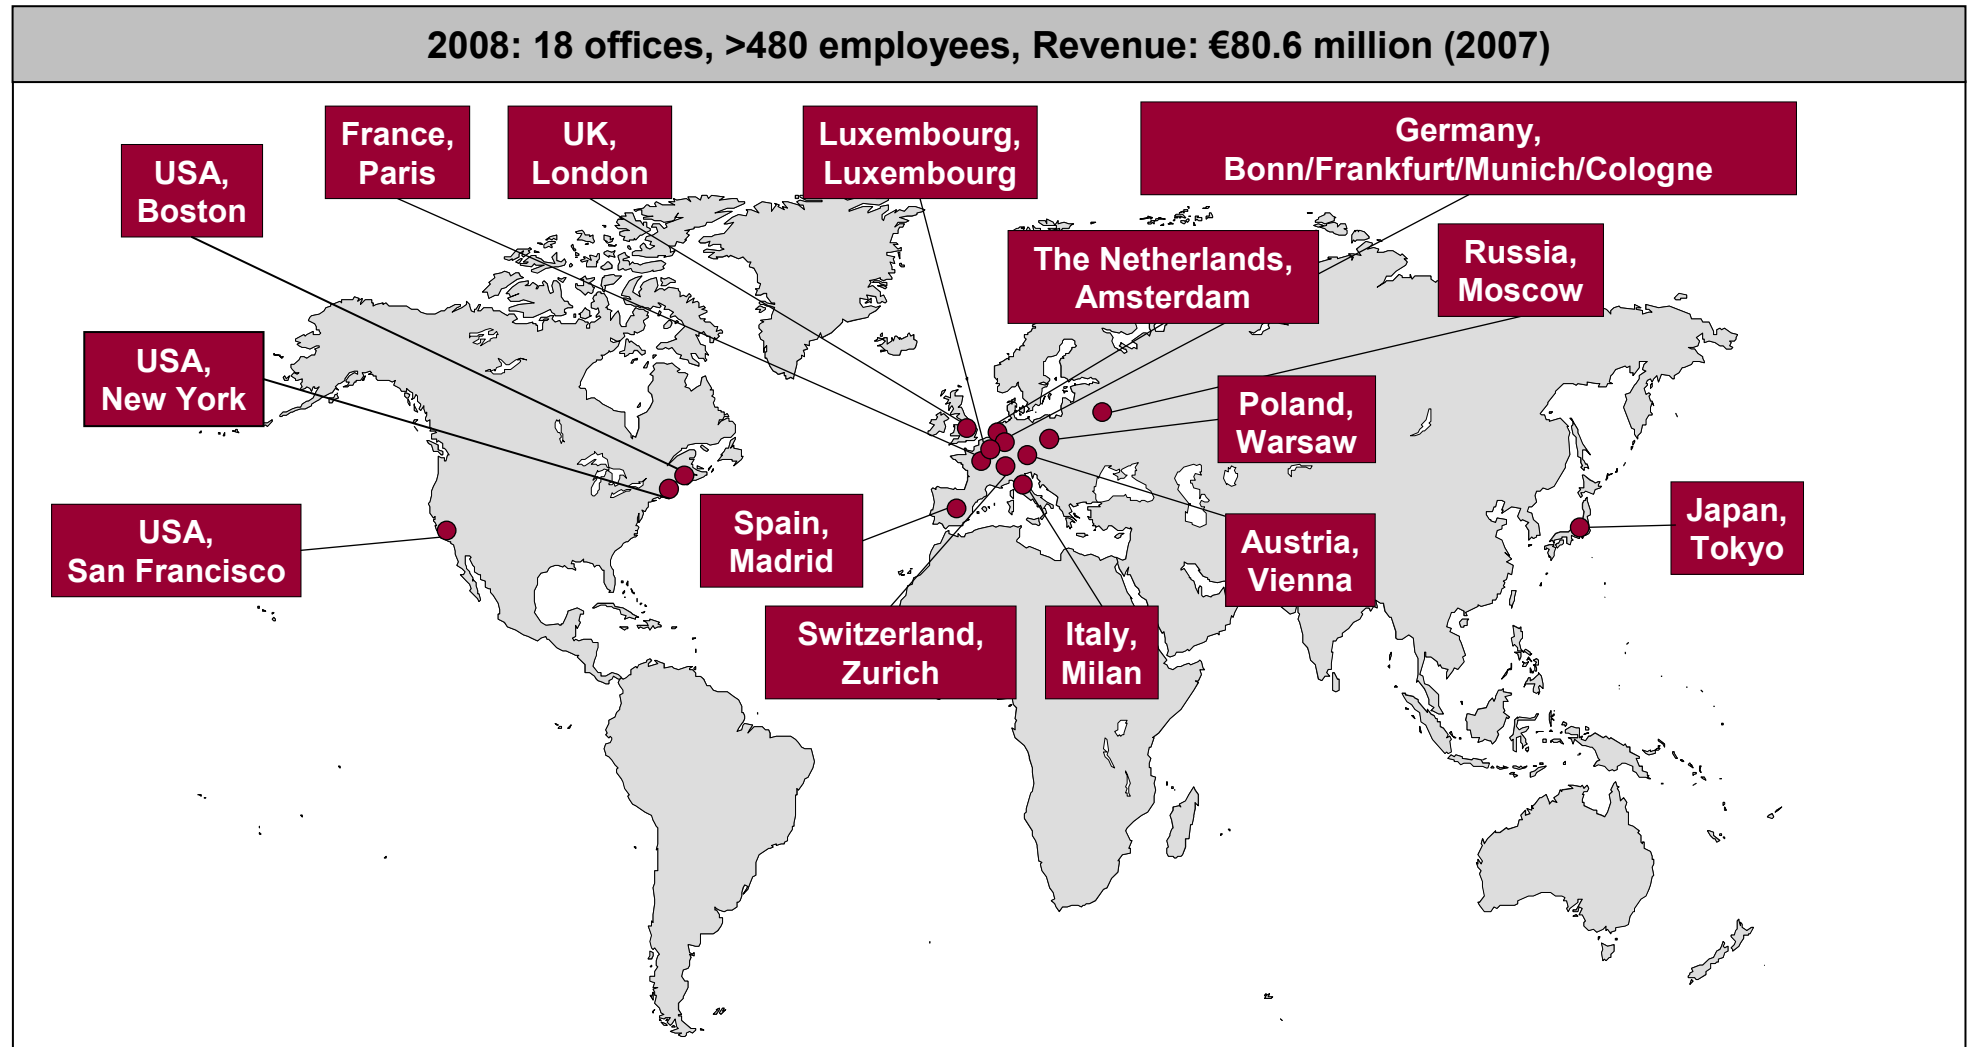 2008: 18 offices, >480 employees, Revenue: €80.6 million (2007)
France,
Paris
UK,
London
Luxembourg,
Luxembourg
Germany,
Bonn/Frankfurt/Munich/Cologne
USA,
Boston
The Netherlands,
Amsterdam
Russia,
Moscow
USA,
New York
Poland,
Warsaw
USA,
San Francisco
Spain,
Madrid
Austria,
Vienna
Japan,
Tokyo
Switzerland,
Zurich
Italy,
Milan